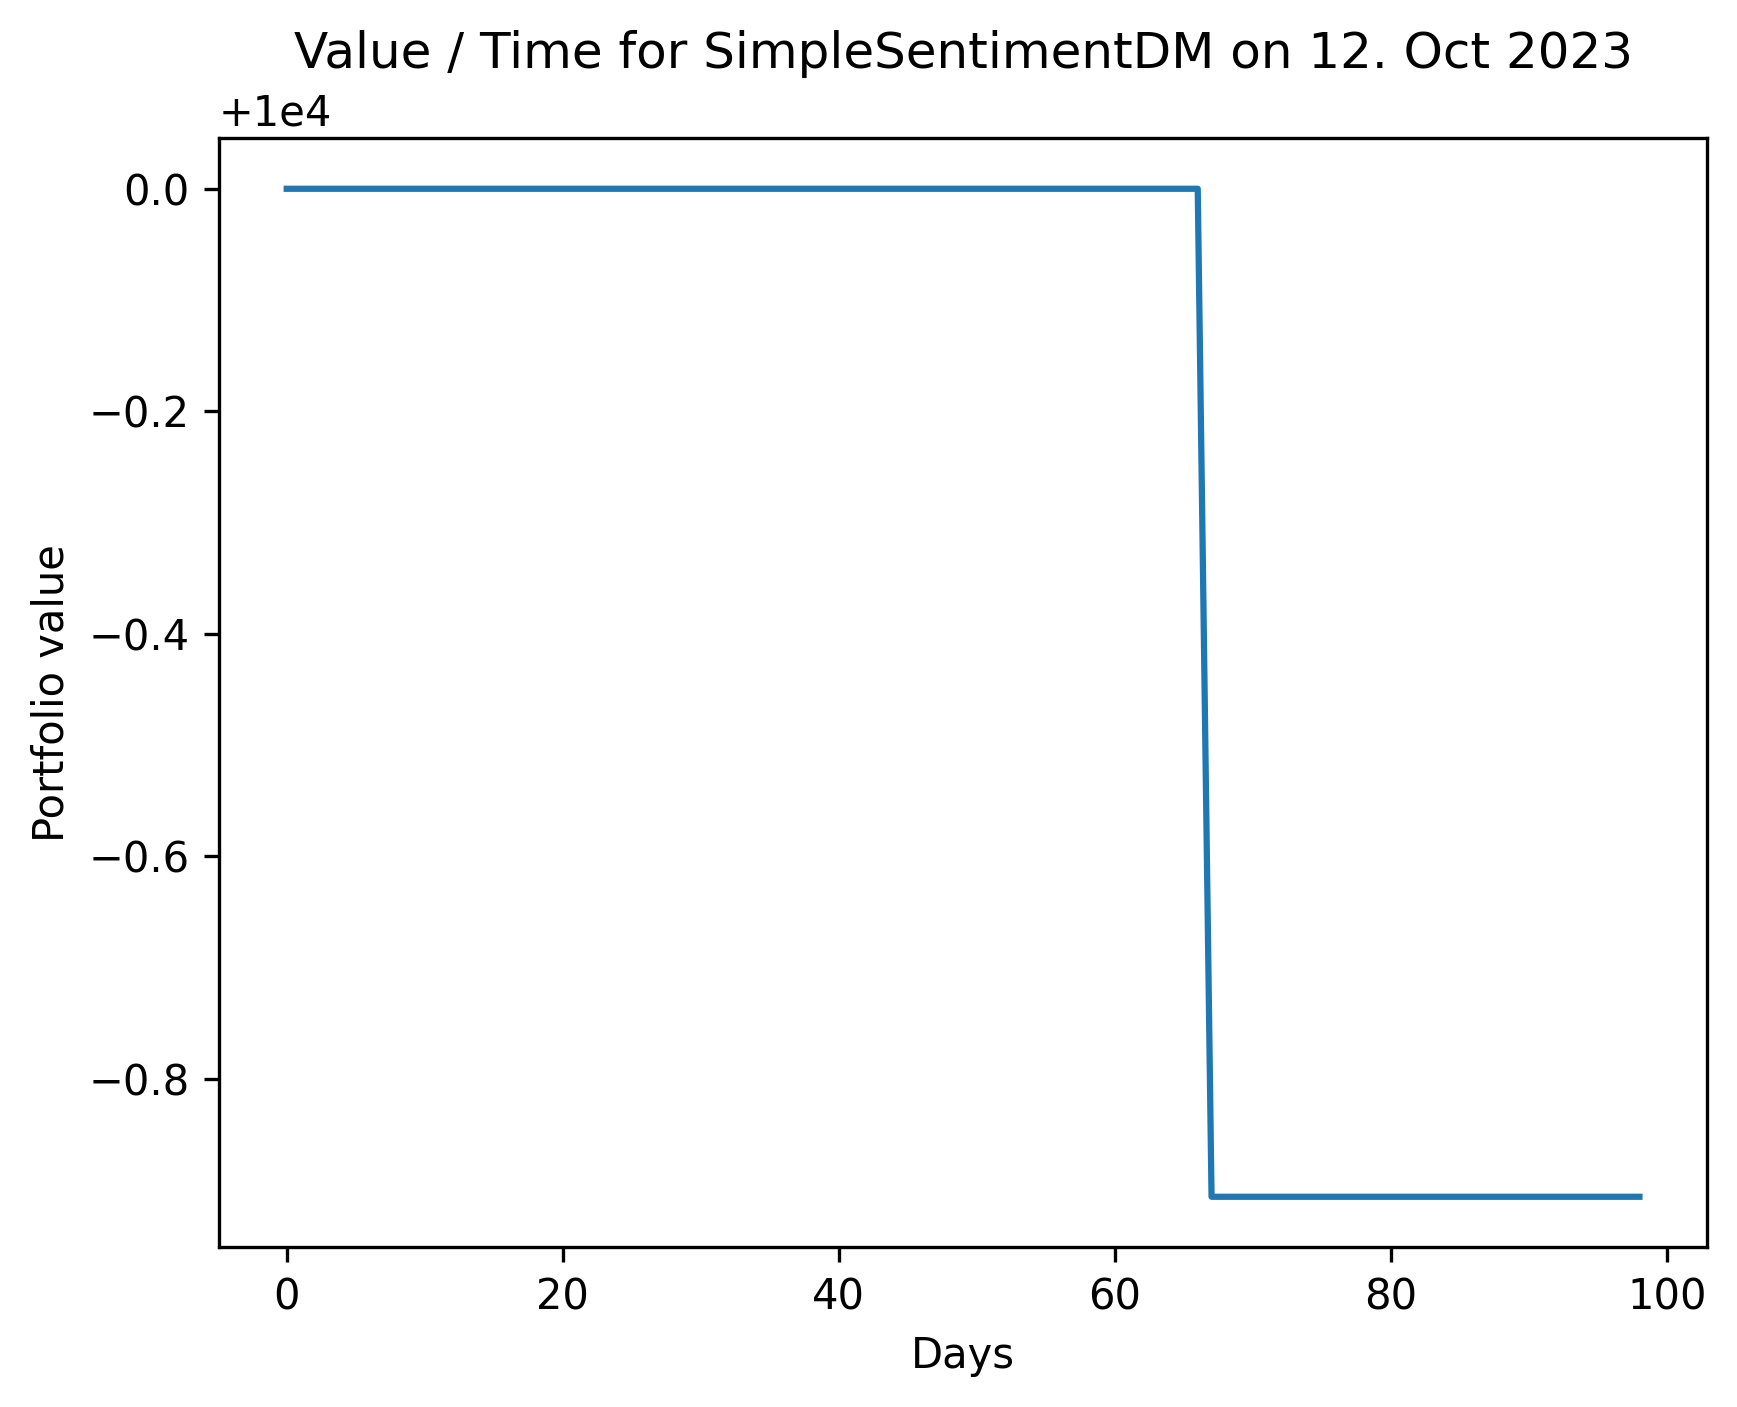 Value / Time for SimpleSentimentDM on 12. Oct 2023
+1e4
0.0
−0.2
−0.4
−0.6
−0.8
Portfolio value
0 20 40 60 80 100
Days